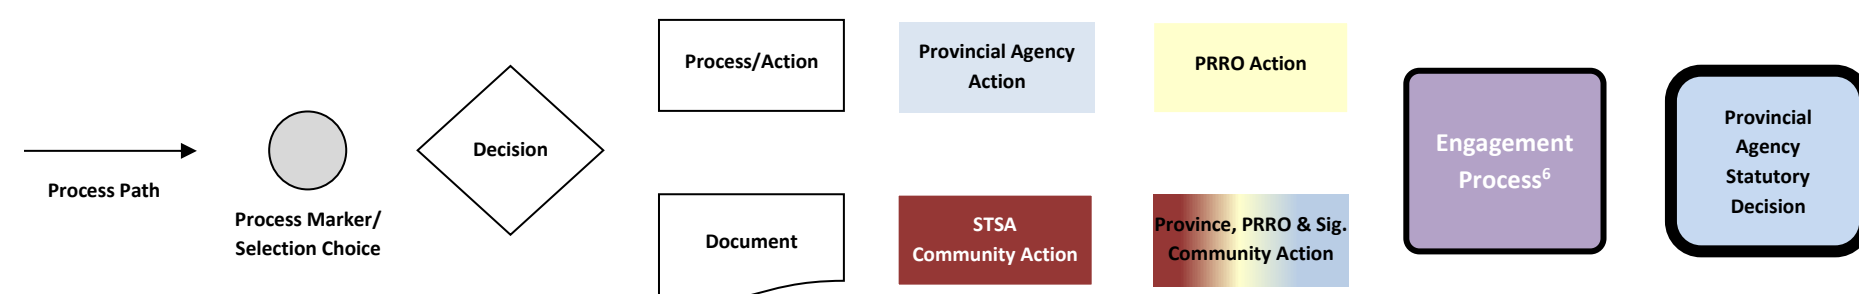 Process Path
Process Marker/
Selection Choice
Decision
Process/Action
Document
Provincial Agency
Action
STSA
Community Action
PRRO Action
Province, PRRO & Sig.
Community Action
Engagement
Process⁶
Provincial
Agency
Statutory
Decision